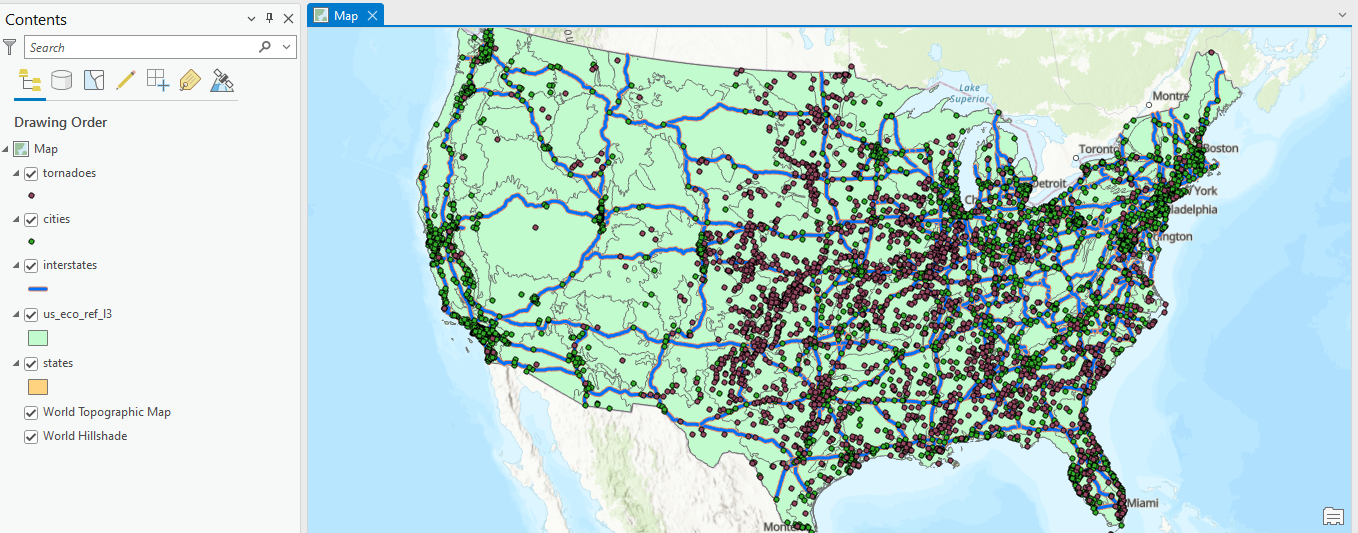 Contents
Map
Search
Drawing Order
Map
tornadoes
cities
interstates
us_eco_ref_l3
states
World Topographic Map
World Hillshade
Lake
Superior
Montre
Toronto
Boston
Detroit
York
ladelphia
ington
Miami
Monte